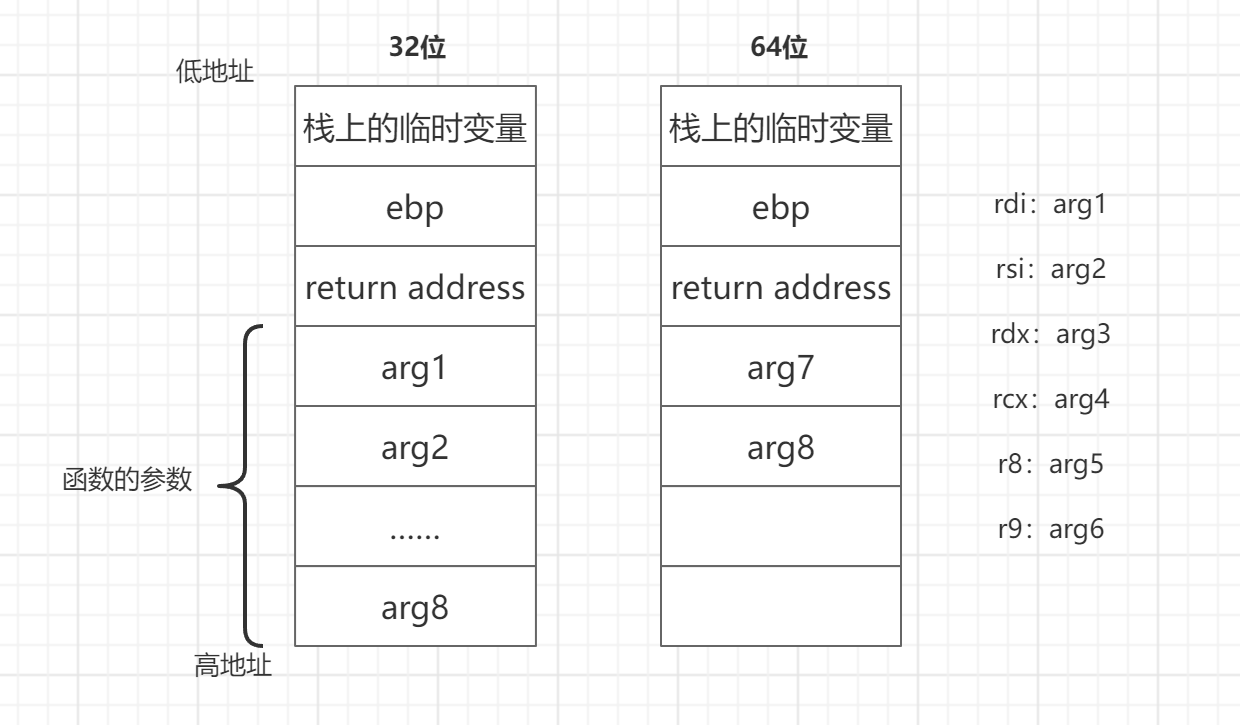 32位
64位
低地址
栈上的临时变量
ebp
return address
arg1
arg2
……
arg8
函数的参数
高地址
栈上的临时变量
ebp
return address
arg7
arg8
rdi：arg1
rsi：arg2
rdx：arg3
rcx：arg4
r8：arg5
r9：arg6